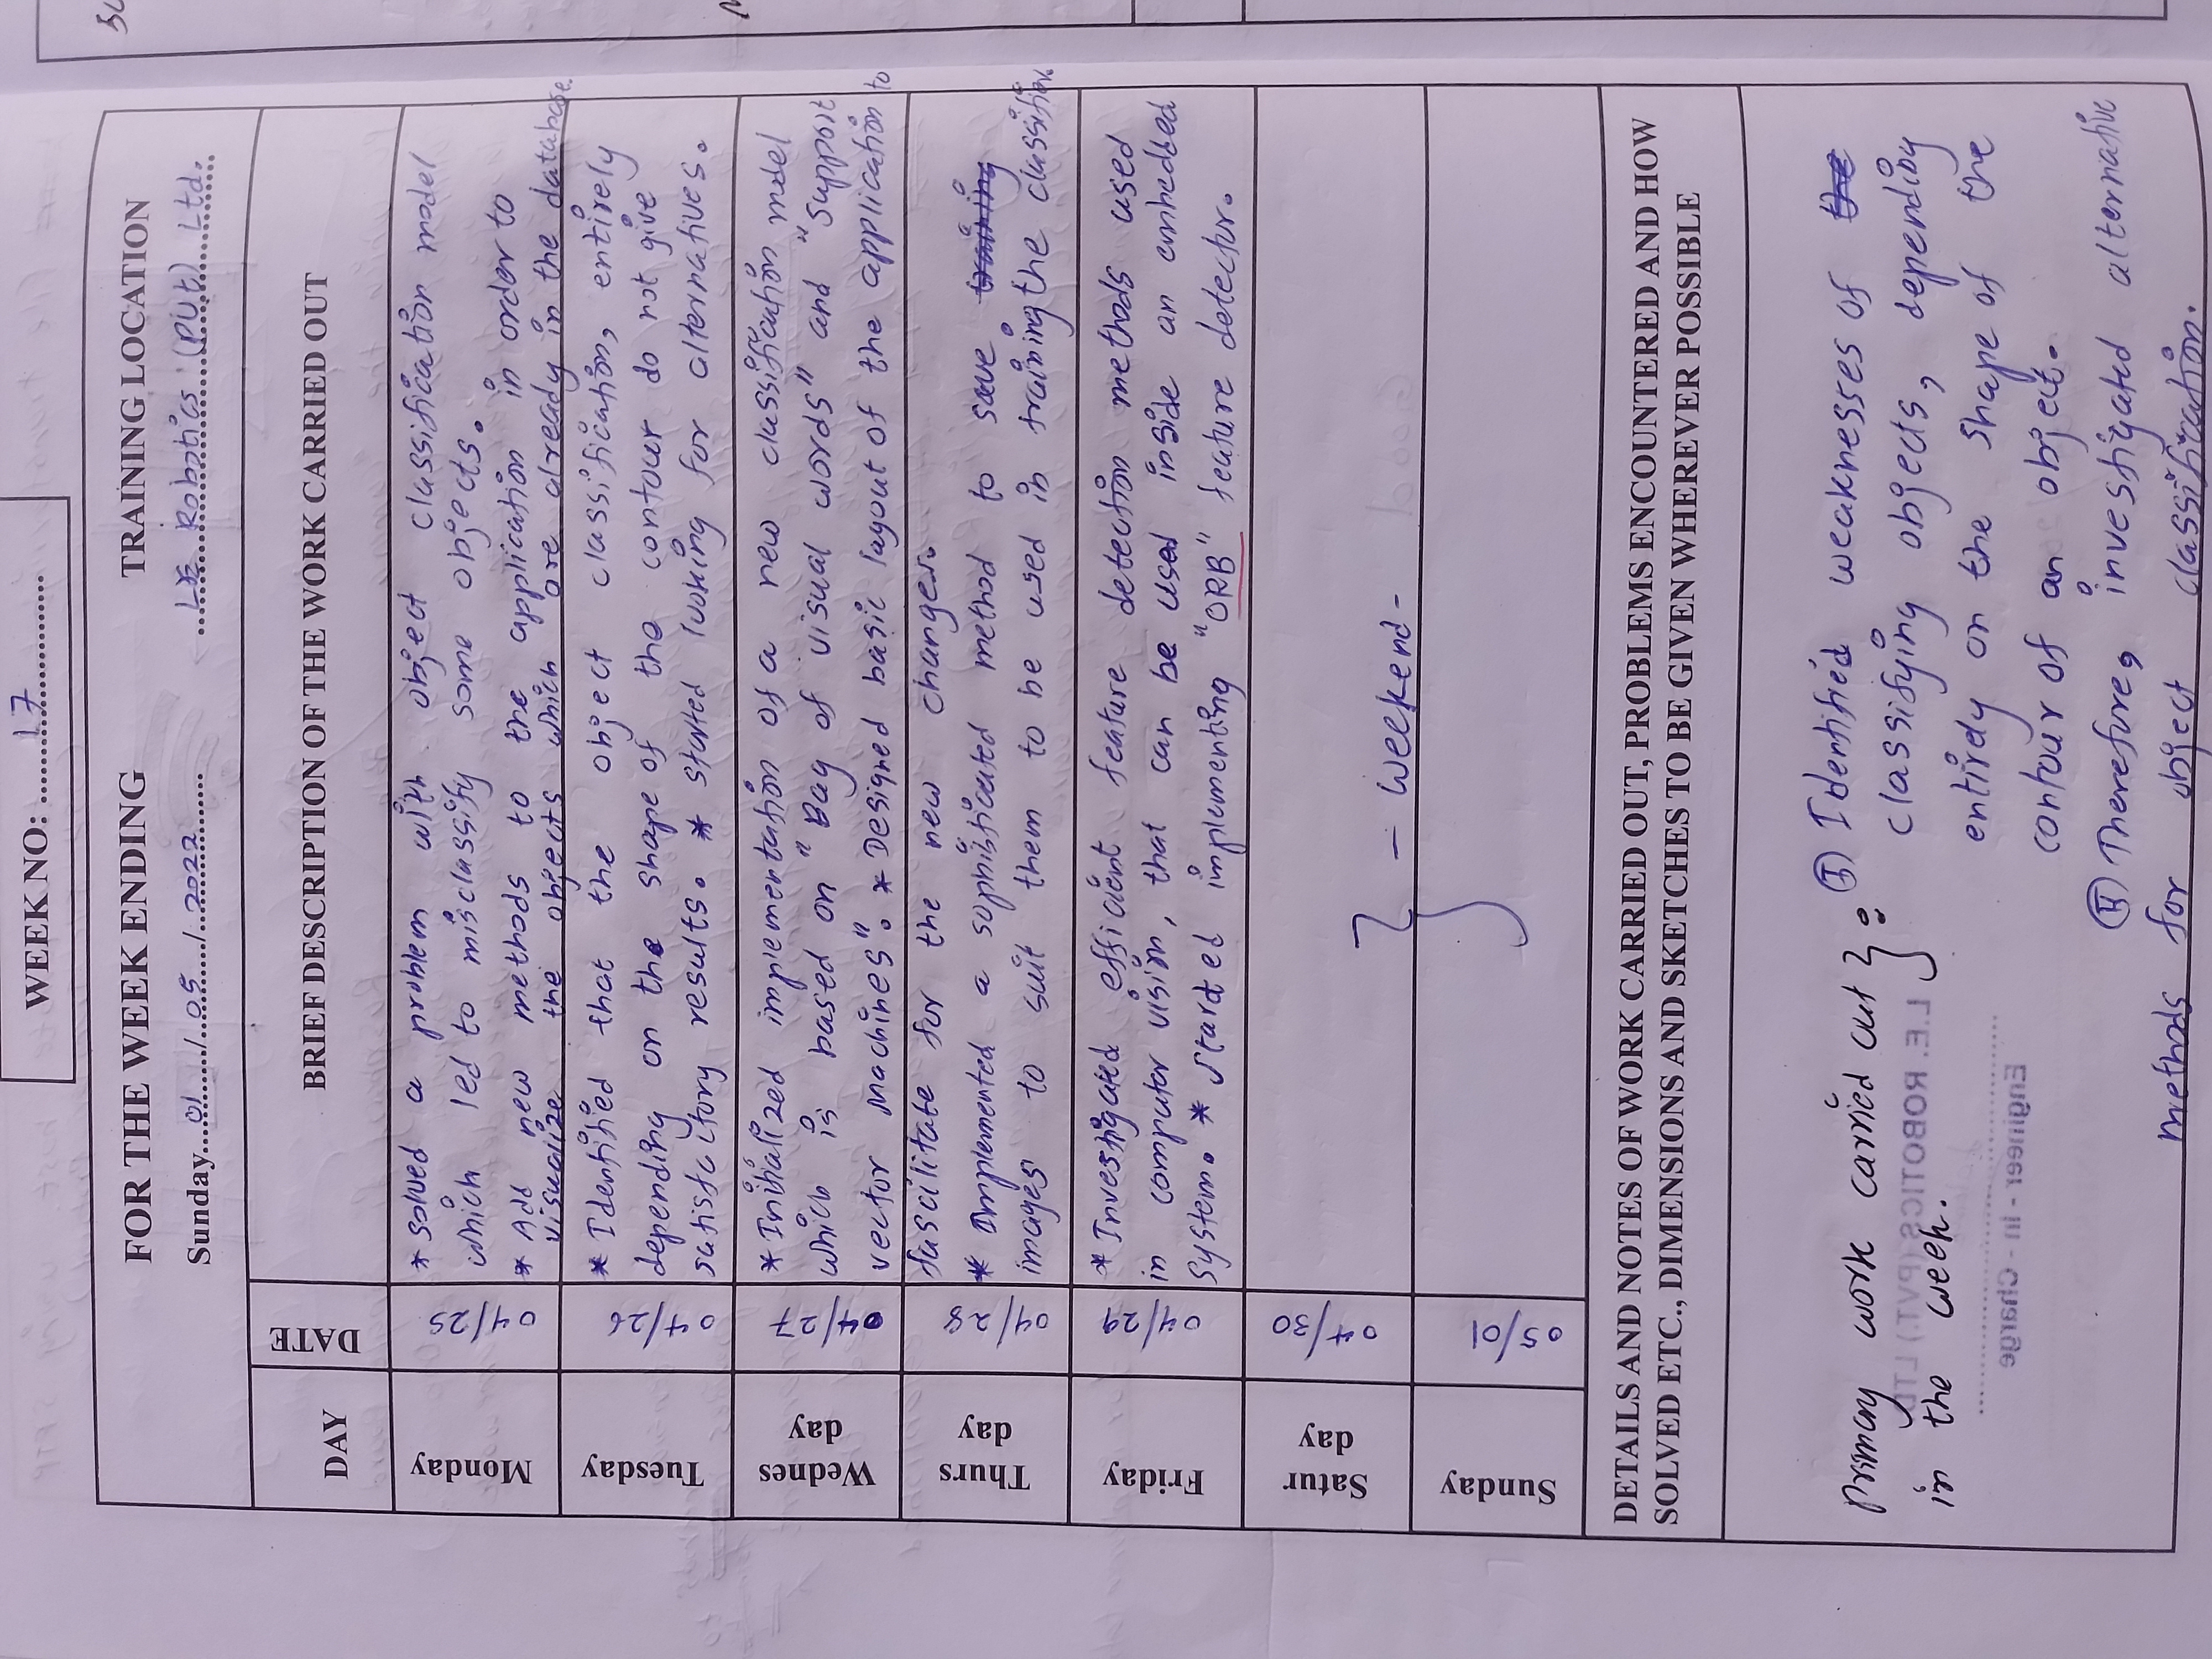 WEEK NO: 17
FOR THE WEEK ENDING
TRAINING LOCATION
Sunday 01 / 05 / 2022
LE Robotics (PVt) Ltd.
DAY
DATE
BRIEF DESCRIPTION OF THE WORK CARRIED OUT
Monday
04/25
* solved a problem with object classification model
which led to misclassify some objects.
* Add new methods to the application in order to
visualize the objects which are already in the database.
Tuesday
04/26
* Identified that the object classification, entirely
depending on the shape of the contour do not give
satisfactory results. * started looking for alternatives.
Wednes
day
04/27
* Initialized implementation of a new classification model
which is based on "Bag of visual words" and "Support
vector Machines". * Designed basic layout of the application to
Thurs
day
04/28
fascilitate for the new changes.
* Implemented a sophisticated method to save training
images to suit them to be used in training the classifier.
Friday
04/29
* Investigated efficient feature detection methods used
in computer vision, that can be used inside an embedded
system. * Started implementing "ORB" feature detector.
Satur
day
04/30
- Weekend -
Sunday
05/01
DETAILS AND NOTES OF WORK CARRIED OUT, PROBLEMS ENCOUNTERED AND HOW
SOLVED ETC., DIMENSIONS AND SKETCHES TO BE GIVEN WHEREVER POSSIBLE
Primary work carried out
in the week.
:
I Identified weaknesses of the
classifying objects, depending
entirely on the shape of the
contour of an object.
II Therefore, investigated alternative
methods for object classification.
L.E. ROBOTICS (PVT.) LTD
Engineer - In - Charge